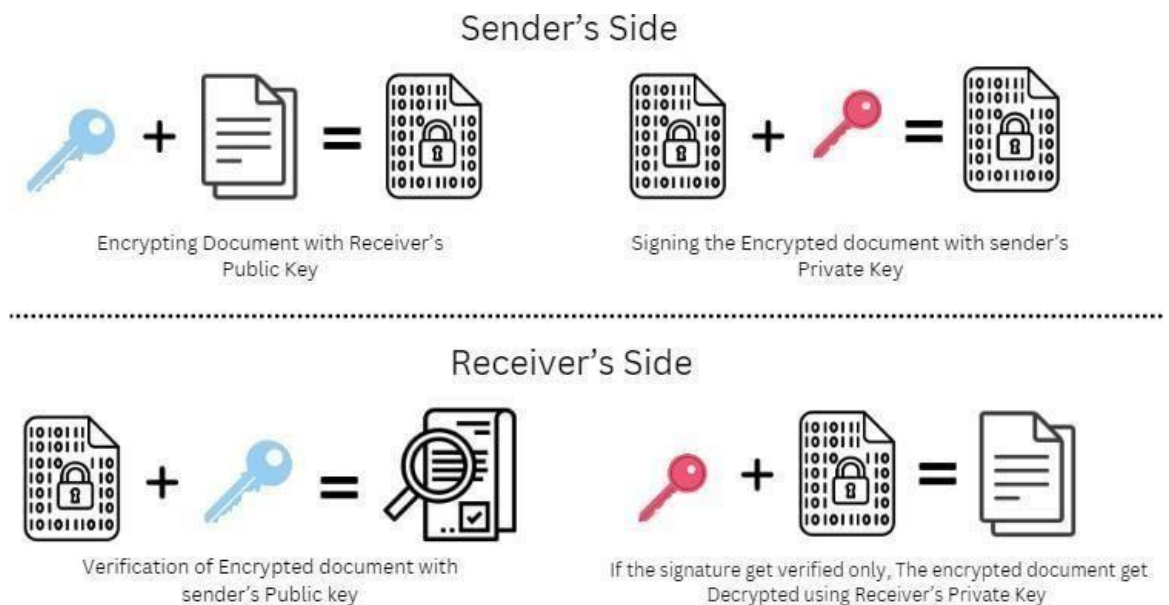 Sender's Side
Encrypting Document with Receiver's
Public Key
Signing the Encrypted document with sender's
Private Key
Receiver's Side
Verification of Encrypted document with
sender's Public key
If the signature get verified only, The encrypted document get
Decrypted using Receiver's Private Key